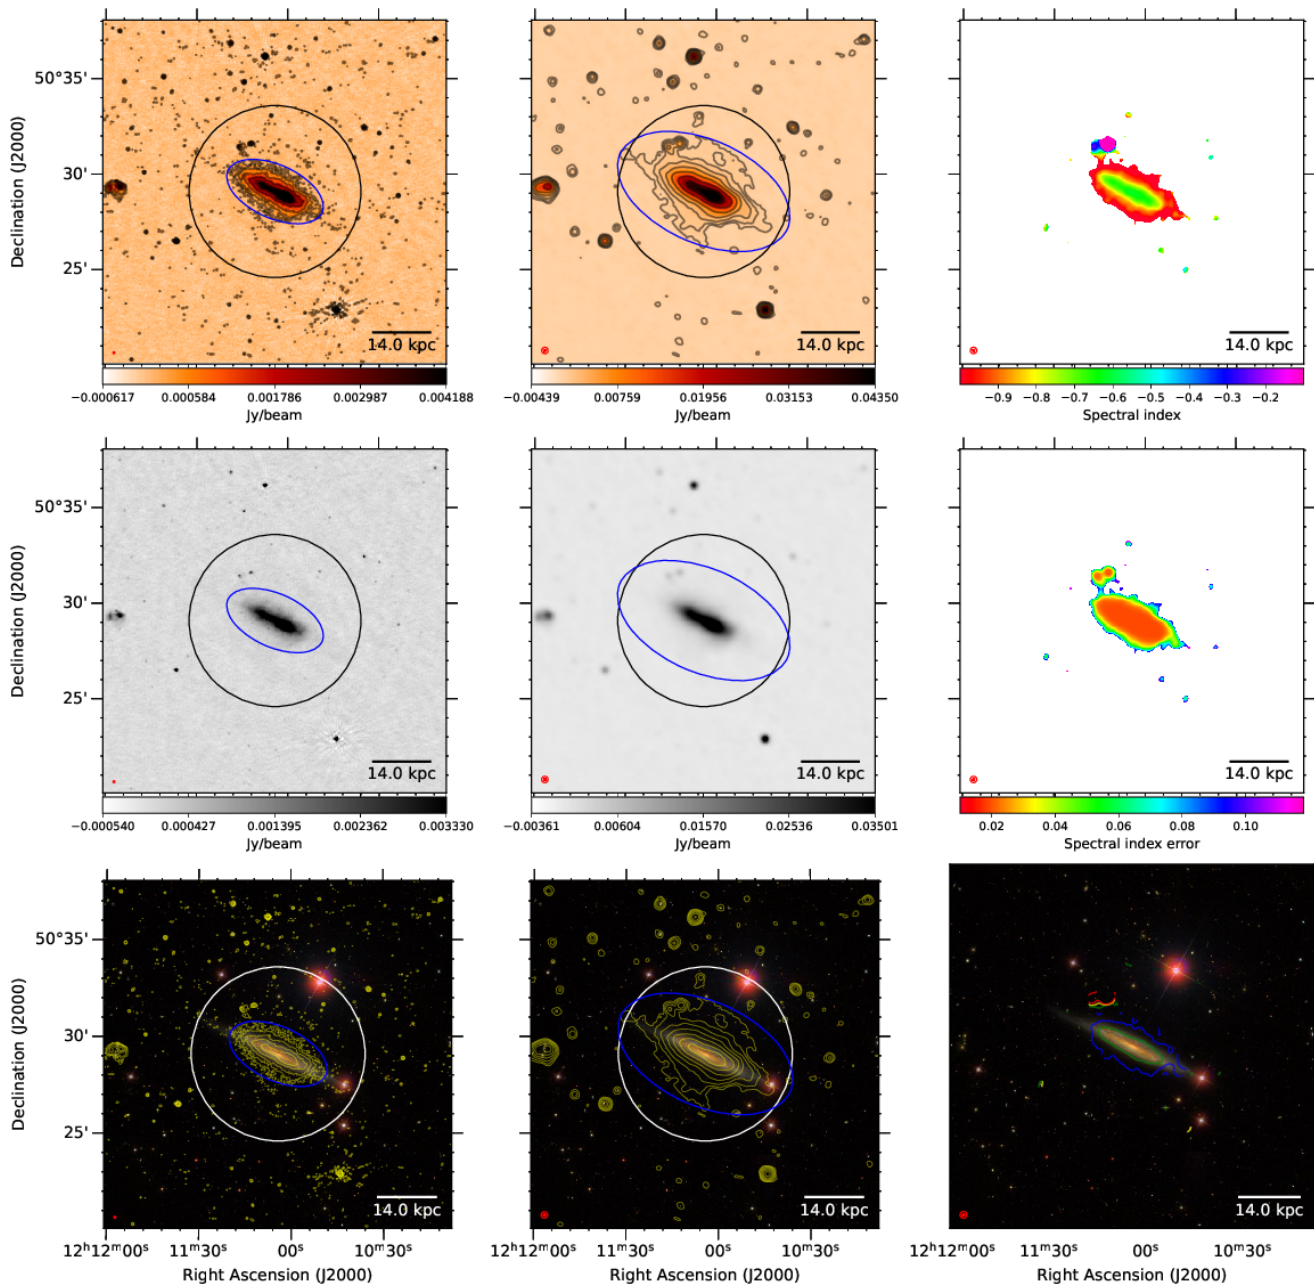 Declination (J2000)
50°35'
30'
25'
14.0 kpc
14.0 kpc
14.0 kpc
−0.000617 0.000584 0.001786 0.002987 0.004188
Jy/beam
−0.00439 0.00759 0.01956 0.03153 0.04350
Jy/beam
−0.9 −0.8 −0.7 −0.6 −0.5 −0.4 −0.3 −0.2
Spectral index
Declination (J2000)
50°35'
30'
25'
14.0 kpc
14.0 kpc
14.0 kpc
−0.000540 0.000427 0.001395 0.002362 0.003330
Jy/beam
−0.00361 0.00604 0.01570 0.02536 0.03501
Jy/beam
0.02 0.04 0.06 0.08 0.10
Spectral index error
Declination (J2000)
50°35'
30'
25'
14.0 kpc
14.0 kpc
14.0 kpc
12ʰ12ᵐ00ˢ 11ᵐ30ˢ 00ˢ 10ᵐ30ˢ
Right Ascension (J2000)
12ʰ12ᵐ00ˢ 11ᵐ30ˢ 00ˢ 10ᵐ30ˢ
Right Ascension (J2000)
12ʰ12ᵐ00ˢ 11ᵐ30ˢ 00ˢ 10ᵐ30ˢ
Right Ascension (J2000)